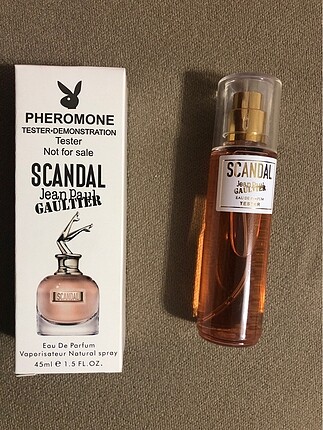 PHEROMONE
TESTER•DEMONSTRATION
Tester
Not for sale
SCANDAL
Jean Paul
GAULTIER
SCANDAL
Eau De Parfum
Vaporisateur Natural spray
45ml ℮ 1.5 FL.OZ.
SCANDAL
Jean Paul
GAULTIER
EAU DE PARFUM
TESTER